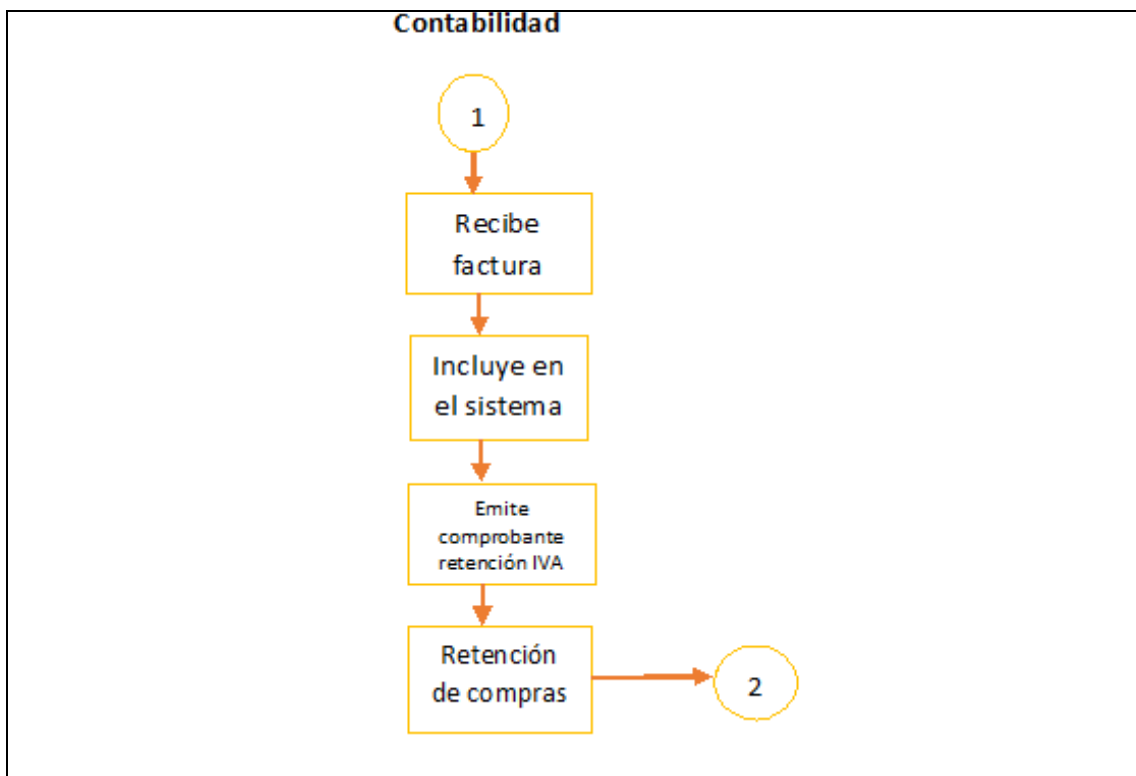 Contabilidad
1
Recibe
factura
Incluye en
el sistema
Emite
comprobante
retención IVA
Retención
de compras
2